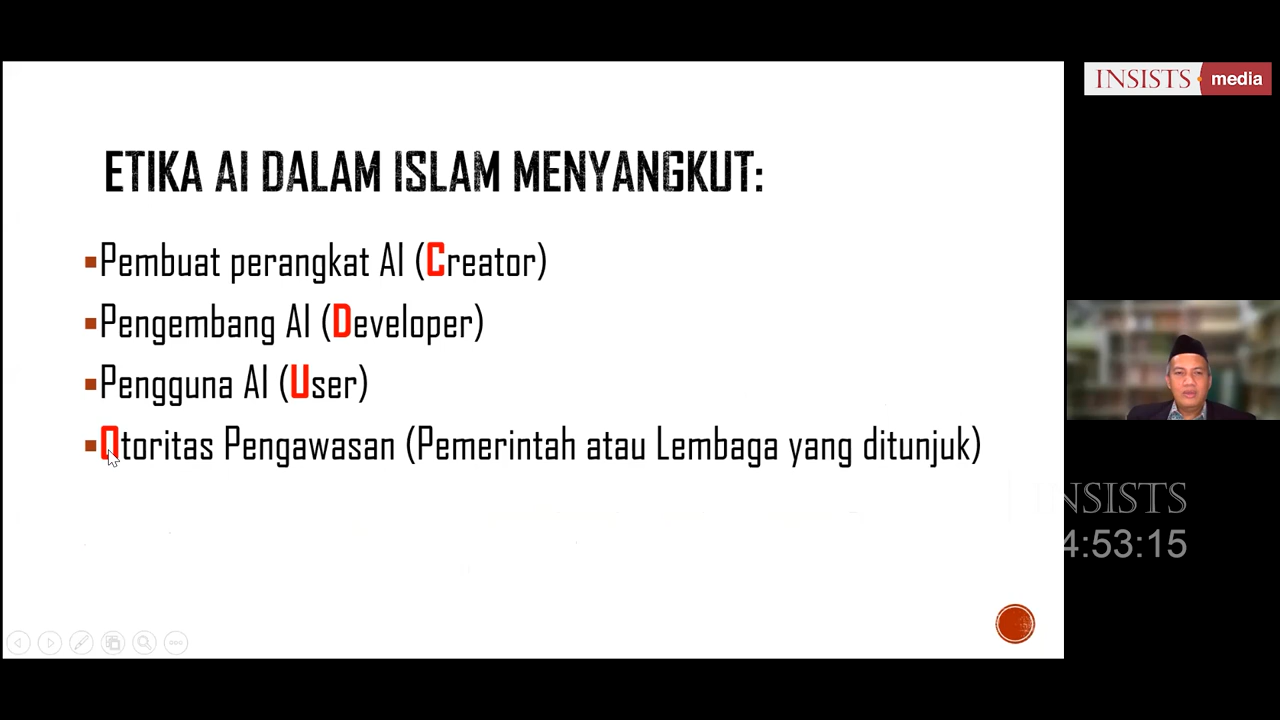 INSISTS media
ETIKA AI DALAM ISLAM MENYANGKUT:
Pembuat perangkat AI (Creator)
Pengembang AI (Developer)
Pengguna AI (User)
Otoritas Pengawasan (Pemerintah atau Lembaga yang ditunjuk)
INSISTS
4:53:15